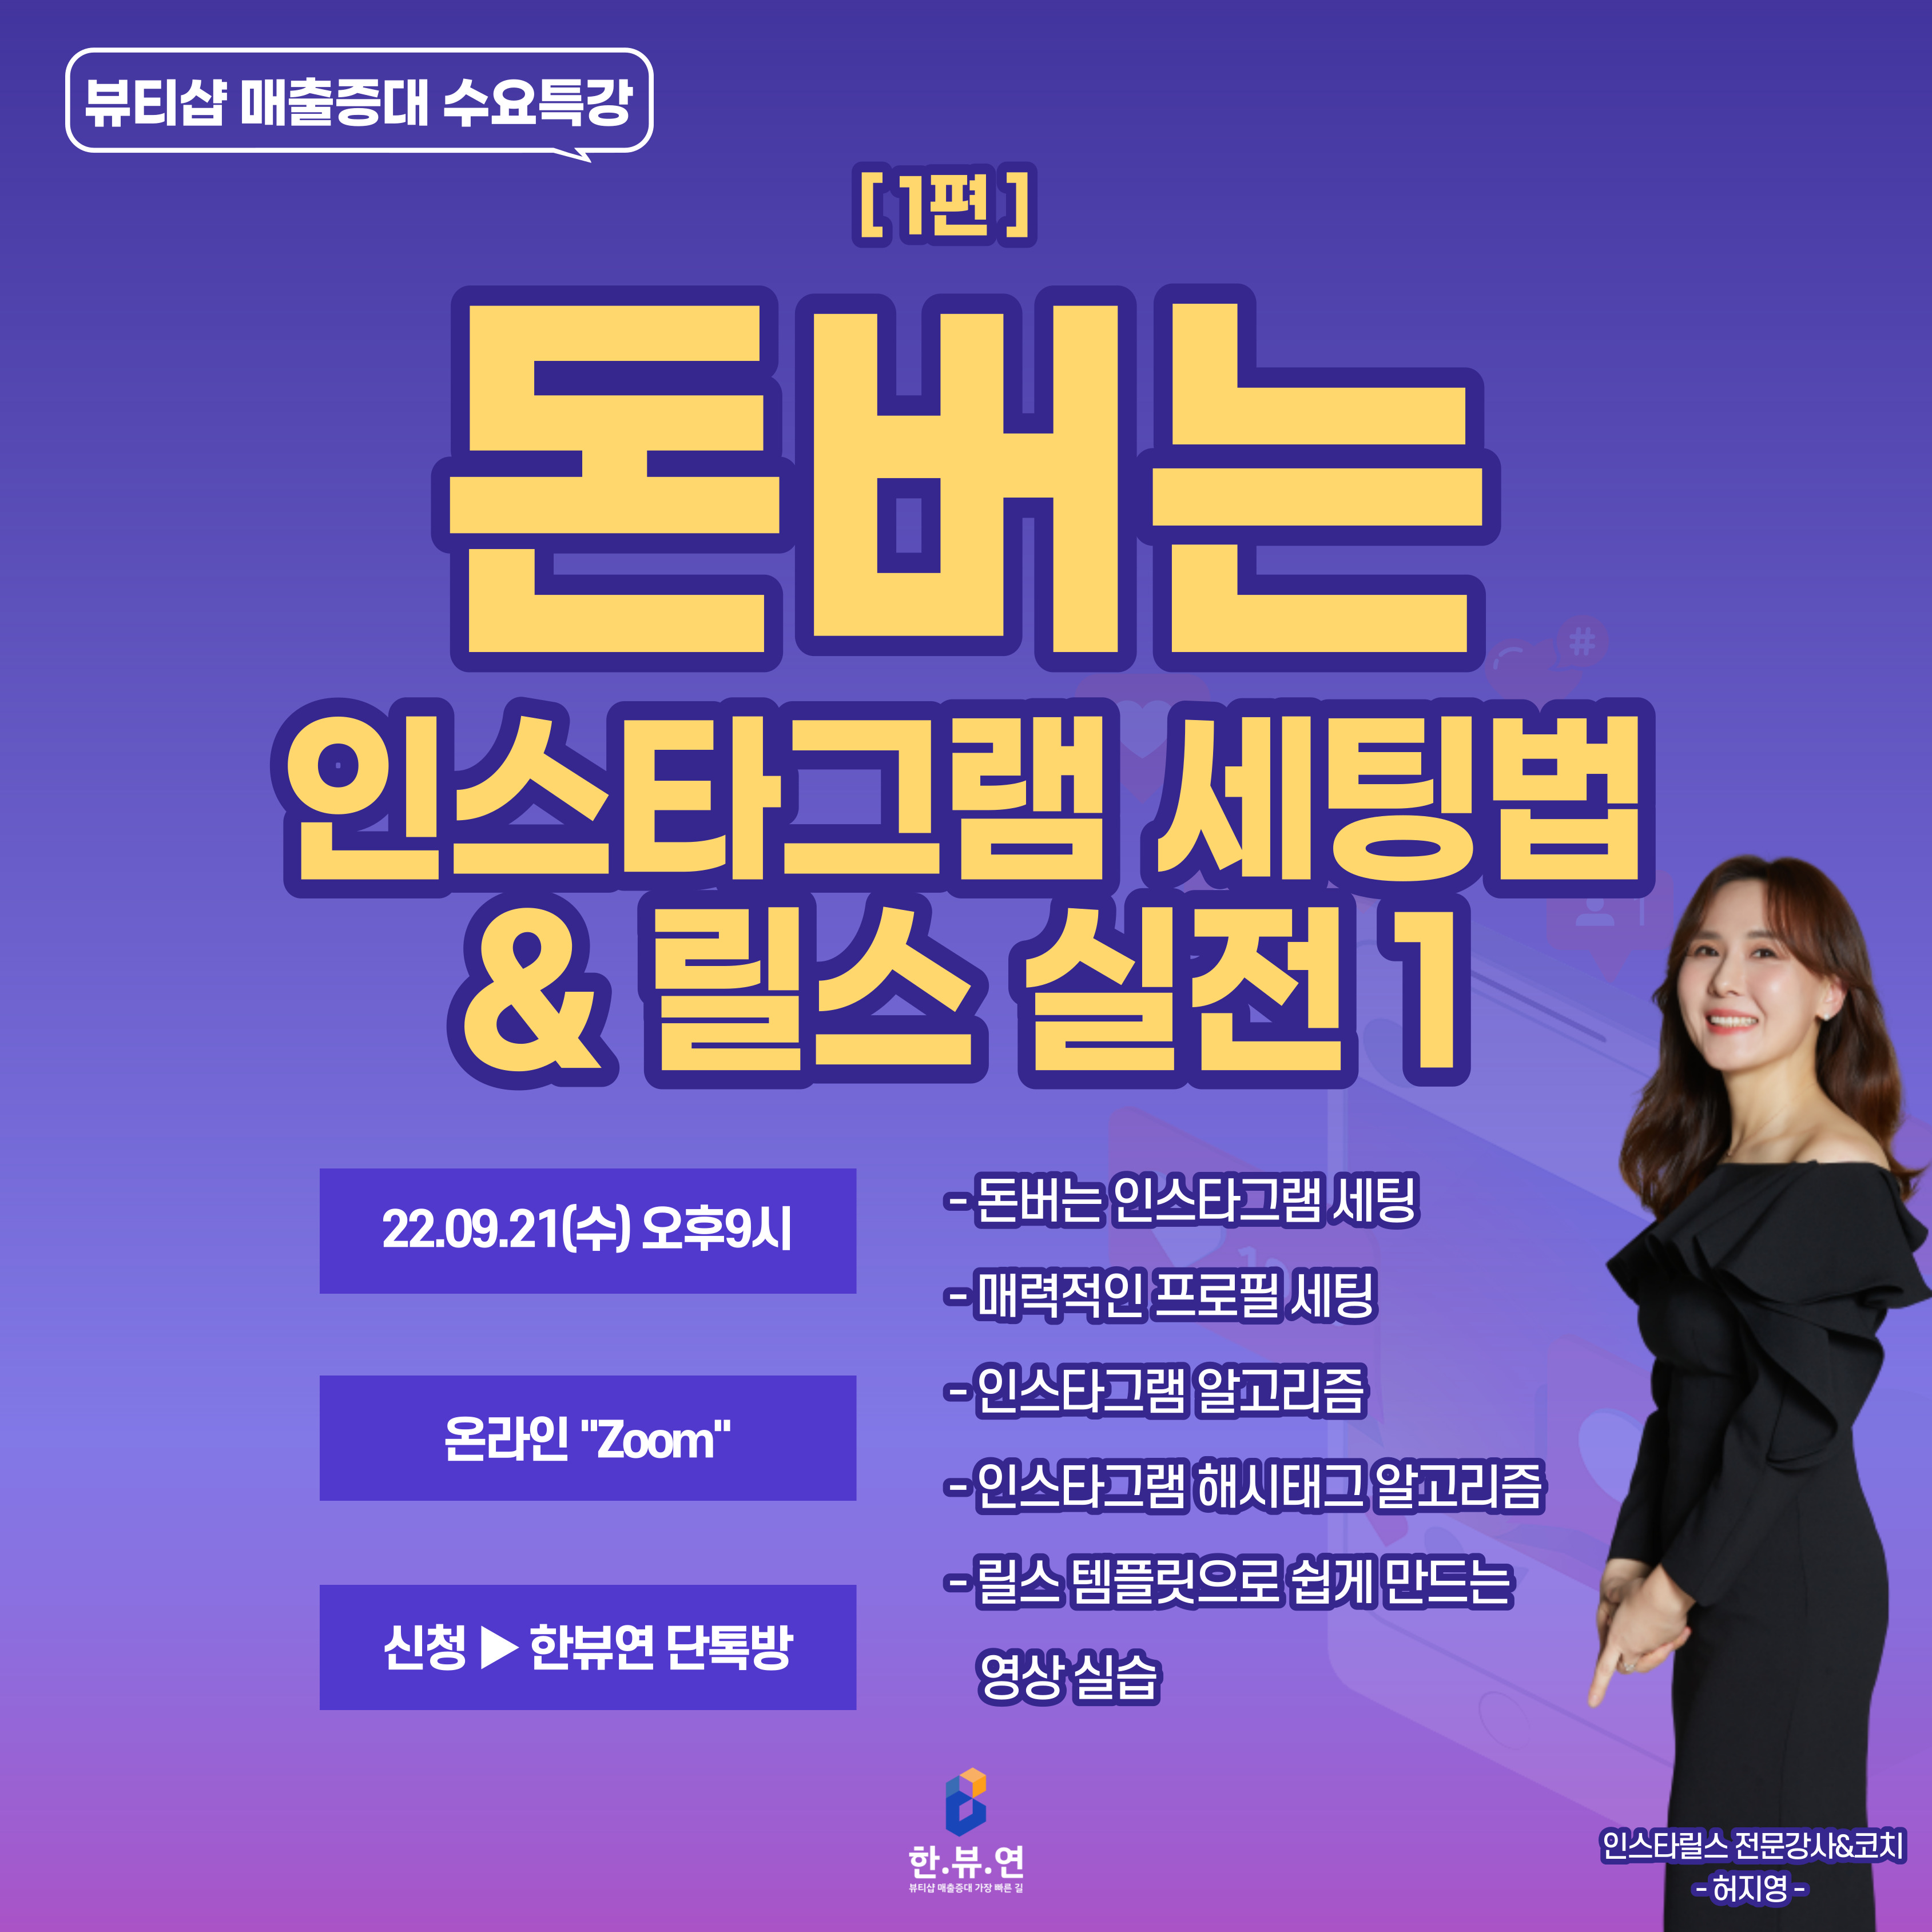 뷰티샵 매출증대 수요특강
[ 1편 ]
돈버는
인스타그램 세팅법
& 릴스 실전 1
22.09.21(수) 오후9시
온라인 "Zoom"
신청 ▶ 한뷰연 단톡방
- 돈버는 인스타그램 세팅
- 매력적인 프로필 세팅
- 인스타그램 알고리즘
- 인스타그램 해시태그 알고리즘
- 릴스 템플릿으로 쉽게 만드는
영상 실습
한.뷰.연
뷰티샵 매출증대 가장 빠른 길
인스타릴스 전문강사&코치
- 허지영 -